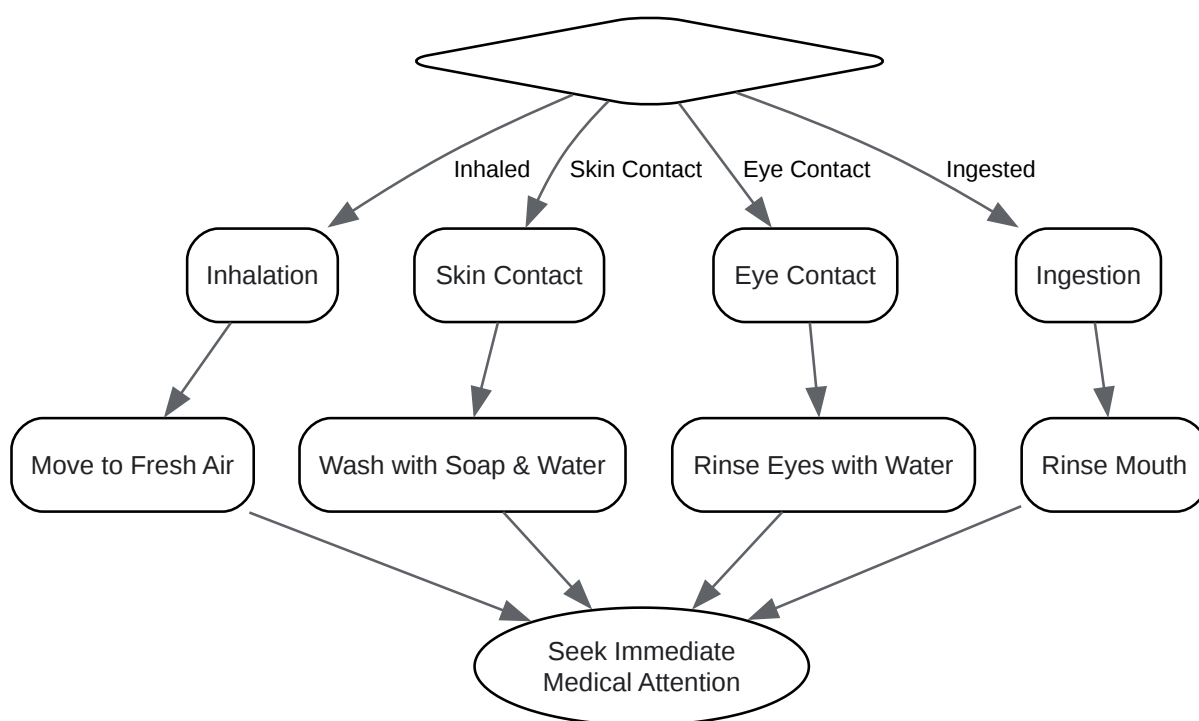 Inhaled
Skin Contact
Eye Contact
Ingested
Inhalation
Skin Contact
Eye Contact
Ingestion
Move to Fresh Air
Wash with Soap & Water
Rinse Eyes with Water
Rinse Mouth
Seek Immediate
Medical Attention